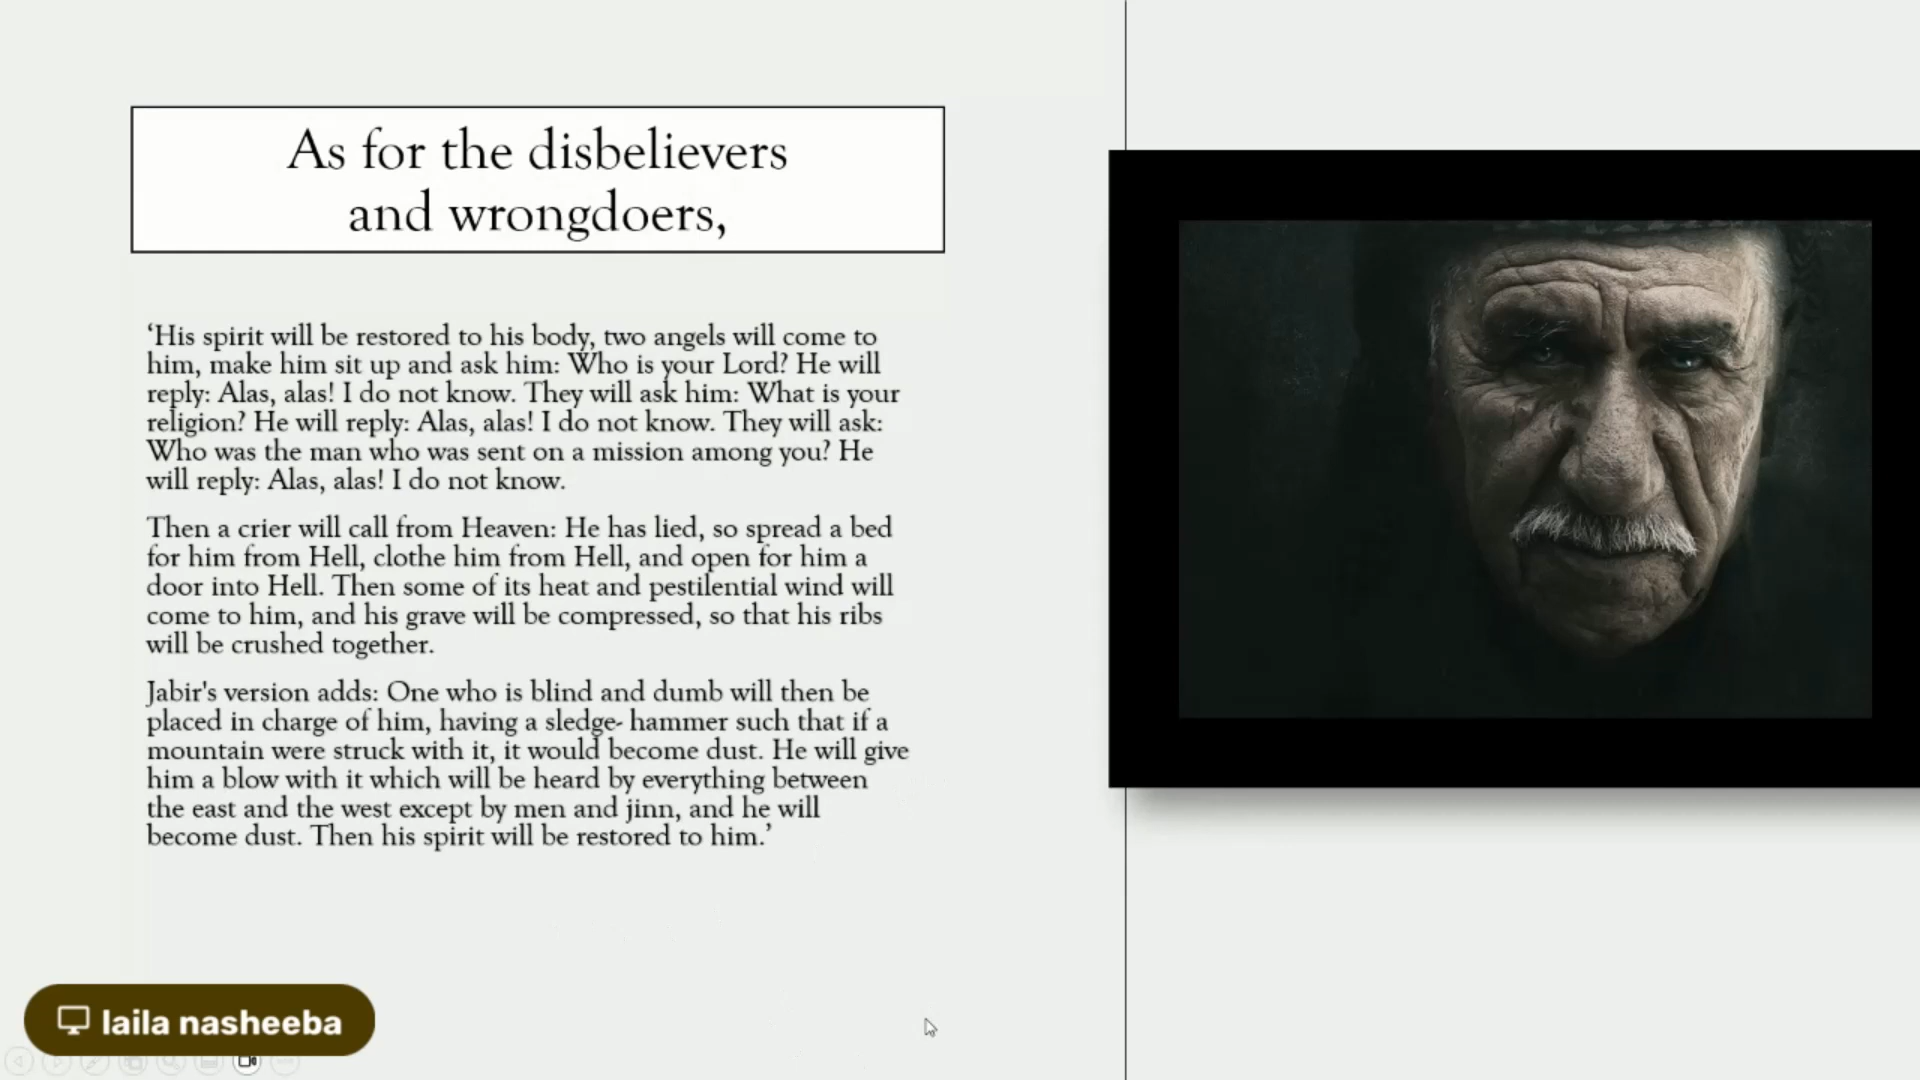 As for the disbelievers
and wrongdoers,
‘His spirit will be restored to his body, two angels will come to
him, make him sit up and ask him: Who is your Lord? He will
reply: Alas, alas! I do not know. They will ask him: What is your
religion? He will reply: Alas, alas! I do not know. They will ask:
Who was the man who was sent on a mission among you? He
will reply: Alas, alas! I do not know.
Then a crier will call from Heaven: He has lied, so spread a bed
for him from Hell, clothe him from Hell, and open for him a
door into Hell. Then some of its heat and pestilential wind will
come to him, and his grave will be compressed, so that his ribs
will be crushed together.
Jabir's version adds: One who is blind and dumb will then be
placed in charge of him, having a sledge- hammer such that if a
mountain were struck with it, it would become dust. He will give
him a blow with it which will be heard by everything between
the east and the west except by men and jinn, and he will
become dust. Then his spirit will be restored to him.’
laila nasheeba